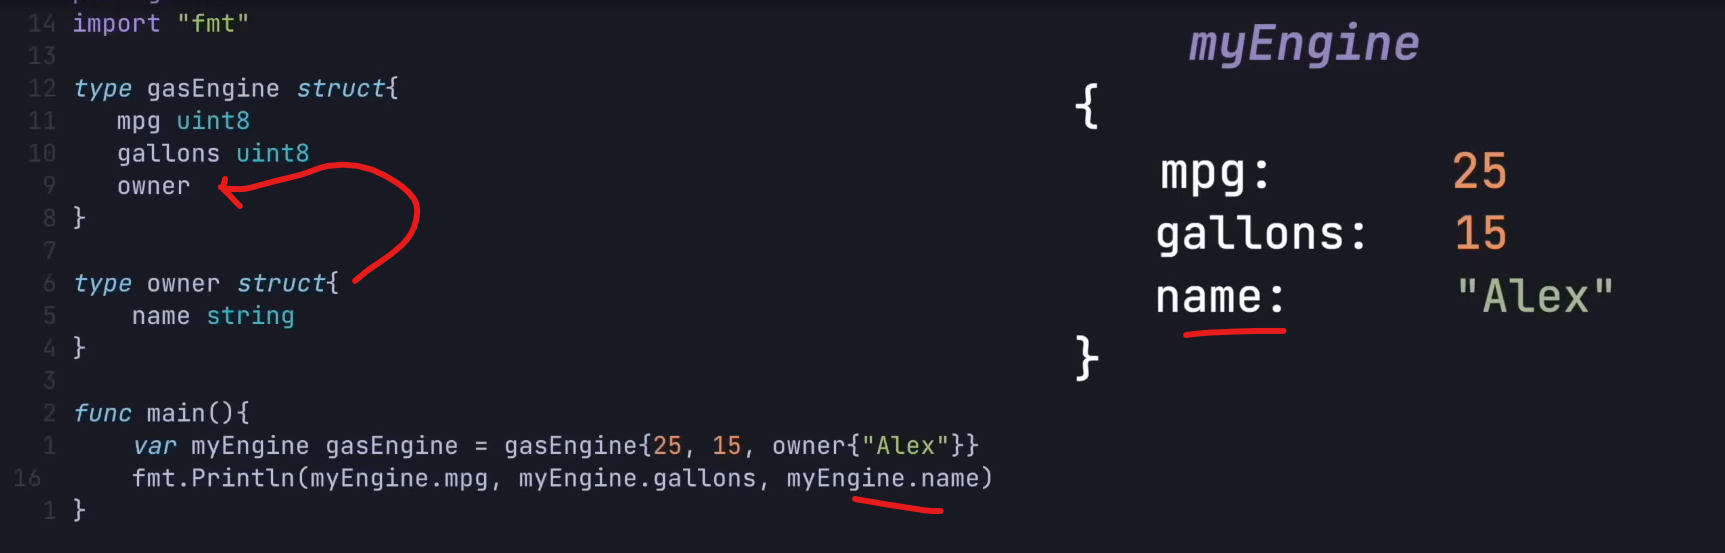 14 import "fmt"
13
12 type gasEngine struct{
11 mpg uint8
10 gallons uint8
9 owner
8 }
7
6 type owner struct{
5 name string
4 }
3
2 func main(){
1 var myEngine gasEngine = gasEngine{25, 15, owner{"Alex"}}
16 fmt.Println(myEngine.mpg, myEngine.gallons, myEngine.name)
1 }
myEngine
{
mpg: 25
gallons: 15
name: "Alex"
}